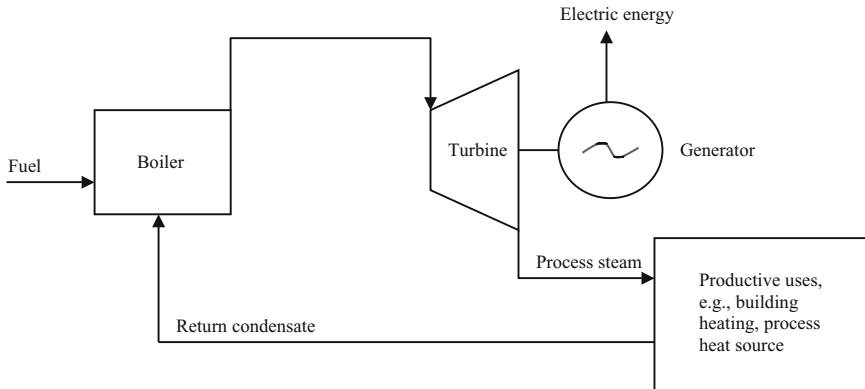 Electric energy
Fuel
Boiler
Turbine
Generator
Process steam
Productive uses,
e.g., building
heating, process
heat source
Return condensate